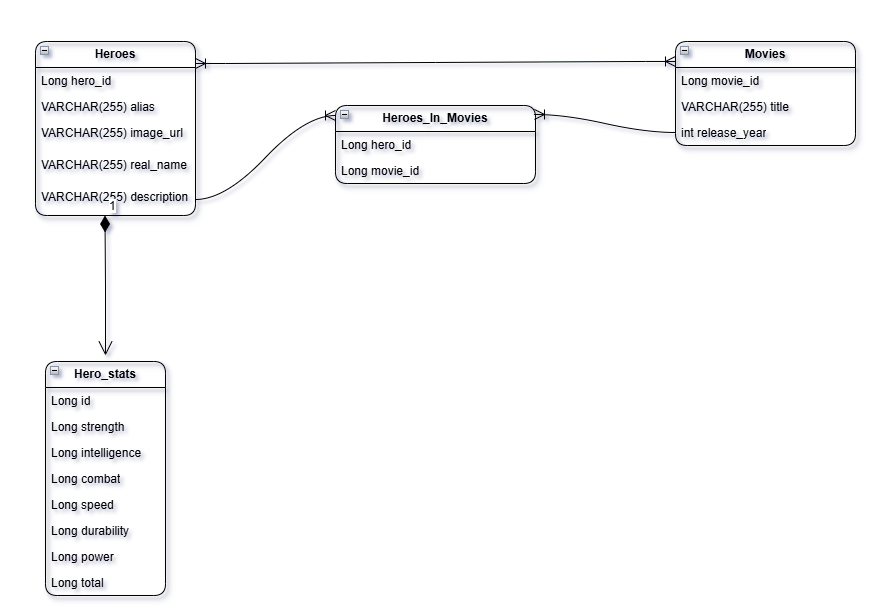 Heroes
Long hero_id
VARCHAR(255) alias
VARCHAR(255) image_url
VARCHAR(255) real_name
VARCHAR(255) description
1
Heroes_In_Movies
Long hero_id
Long movie_id
Movies
Long movie_id
VARCHAR(255) title
int release_year
Hero_stats
Long id
Long strength
Long intelligence
Long combat
Long speed
Long durability
Long power
Long total